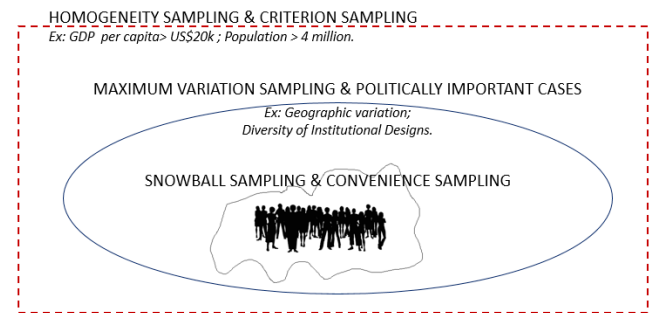 HOMOGENEITY SAMPLING & CRITERION SAMPLING
Ex: GDP per capita> US$20k ; Population > 4 million.
MAXIMUM VARIATION SAMPLING & POLITICALLY IMPORTANT CASES
Ex: Geographic variation;
Diversity of Institutional Designs.
SNOWBALL SAMPLING & CONVENIENCE SAMPLING